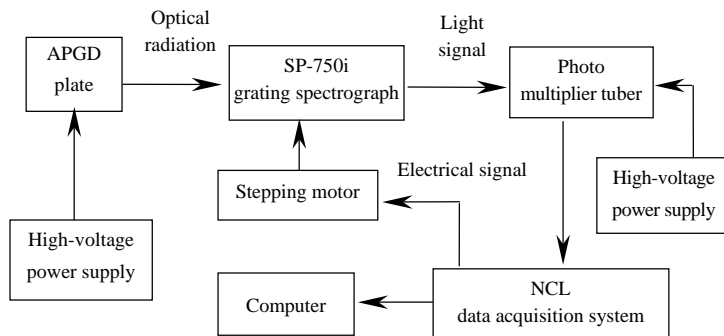 Optical
radiation
Light
signal
APGD
plate
SP-750i
grating spectrograph
Photo
multiplier tuber
Electrical signal
Stepping motor
High-voltage
power supply
High-voltage
power supply
Computer
NCL
data acquisition system